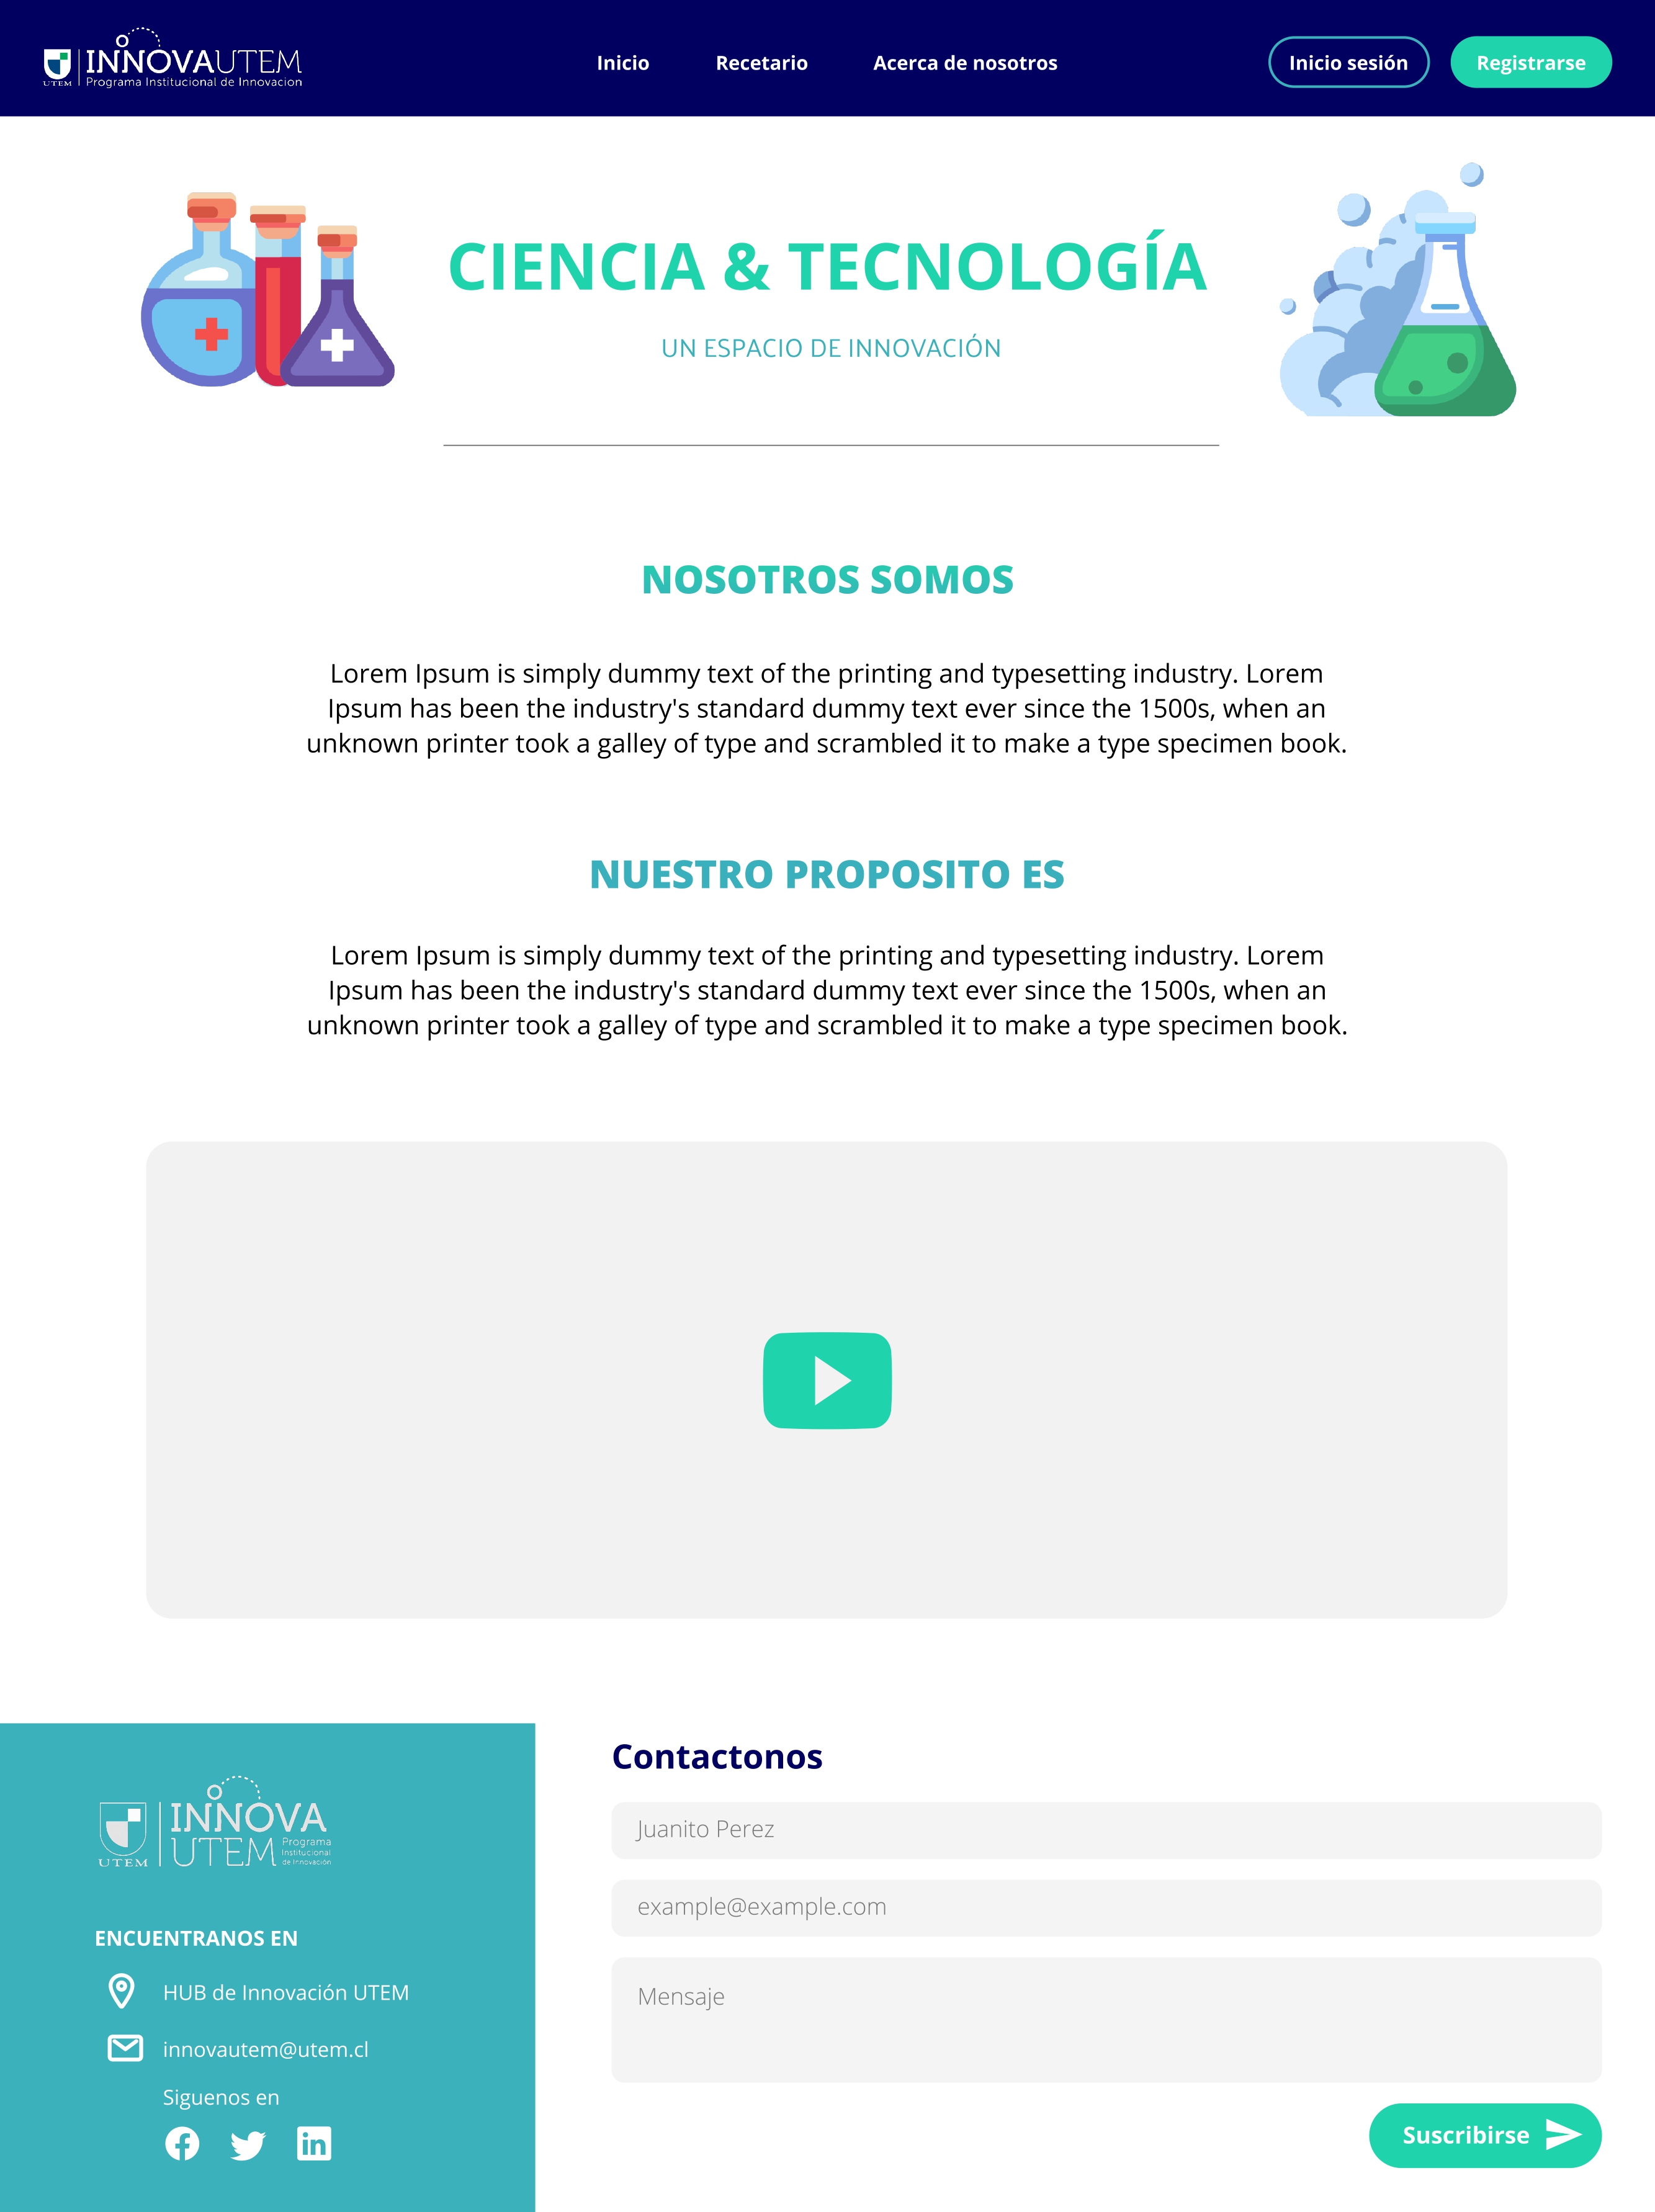 UTEM
INNOVAUTEM
Programa Institucional de Innovacion
Inicio
Recetario
Acerca de nosotros
Inicio sesión
Registrarse
CIENCIA & TECNOLOGÍA
UN ESPACIO DE INNOVACIÓN
NOSOTROS SOMOS
Lorem Ipsum is simply dummy text of the printing and typesetting industry. Lorem
Ipsum has been the industry's standard dummy text ever since the 1500s, when an
unknown printer took a galley of type and scrambled it to make a type specimen book.
NUESTRO PROPOSITO ES
Lorem Ipsum is simply dummy text of the printing and typesetting industry. Lorem
Ipsum has been the industry's standard dummy text ever since the 1500s, when an
unknown printer took a galley of type and scrambled it to make a type specimen book.
UTEM
INNOVA
UTEM
Programa
Institucional
de Innovación
ENCUENTRANOS EN
HUB de Innovación UTEM
innovautem@utem.cl
Siguenos en
Contactonos
Juanito Perez
example@example.com
Mensaje
Suscribirse